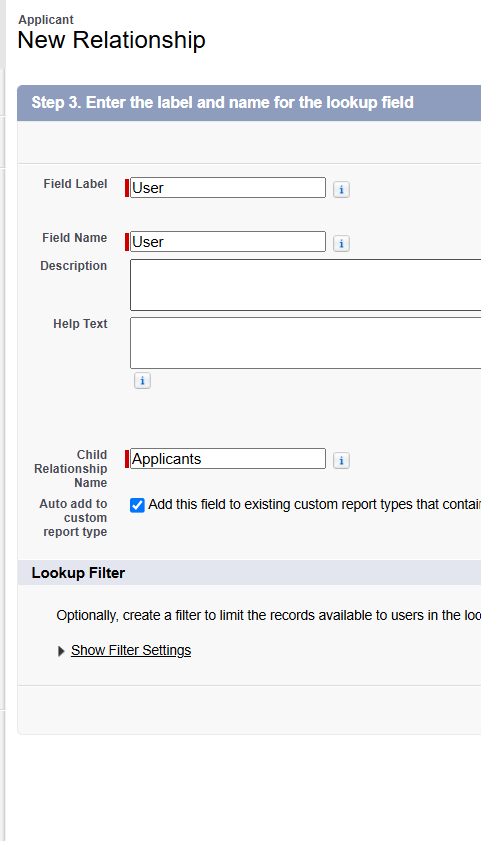 Applicant
New Relationship
Step 3. Enter the label and name for the lookup field
Field Label
User
i
Field Name
User
i
Description
Help Text
i
Child
Relationship
Name
Applicants
i
Auto add to
custom
report type
Add this field to existing custom report types that contai
Lookup Filter
Optionally, create a filter to limit the records available to users in the loo
Show Filter Settings